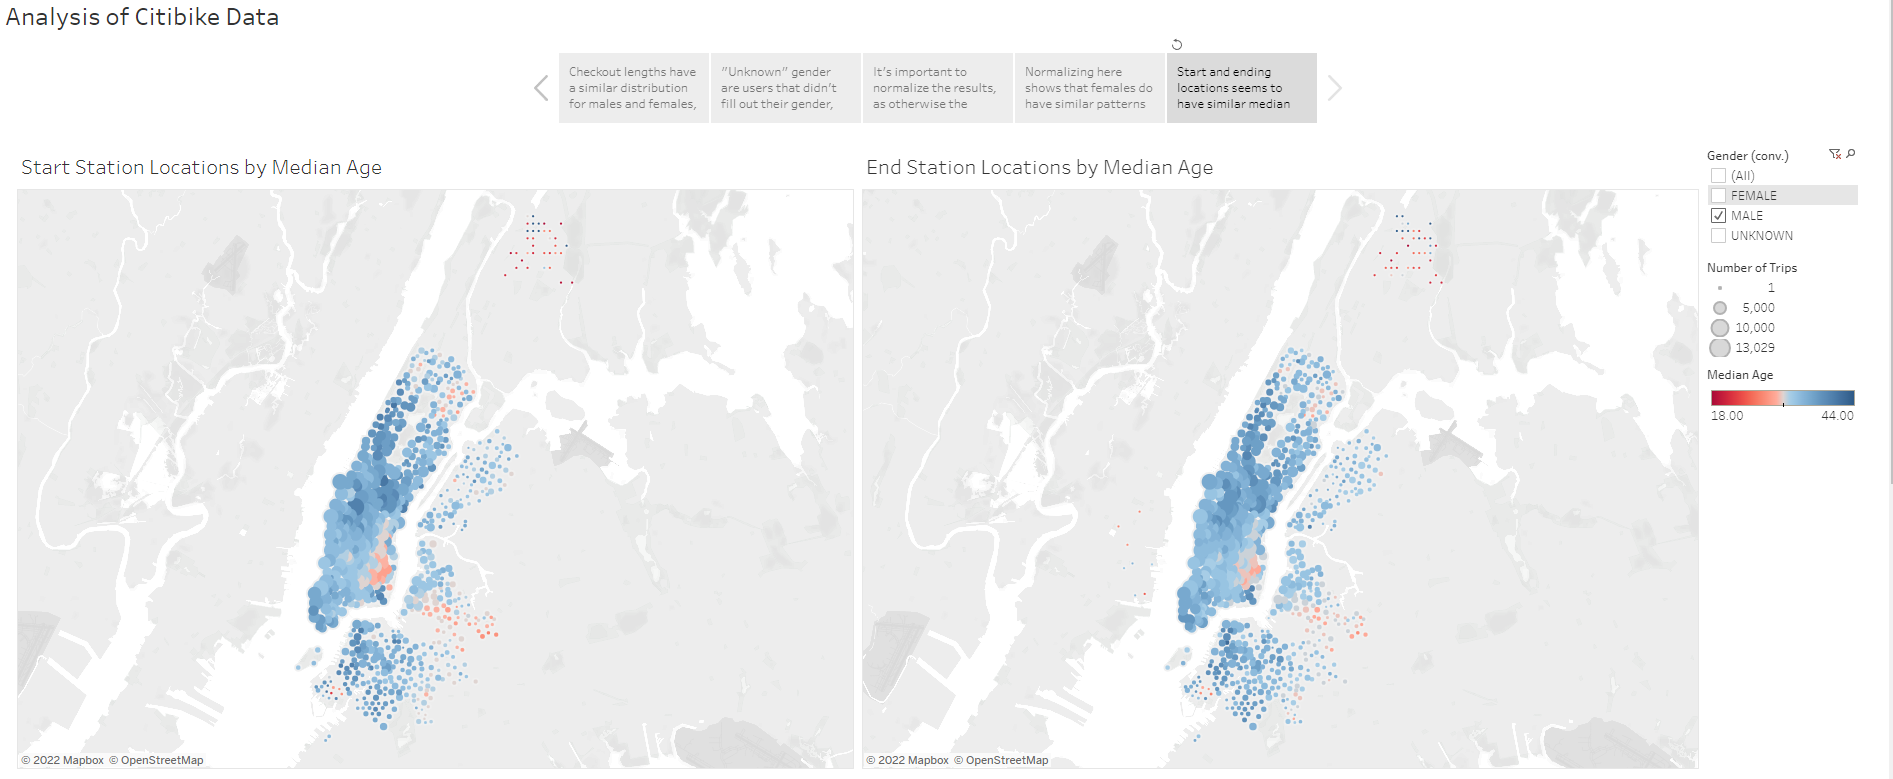 Analysis of Citibike Data
Checkout lengths have
a similar distribution
for males and females,
"Unknown" gender
are users that didn't
fill out their gender,
It's important to
normalize the results,
as otherwise the
Normalizing here
shows that females do
have similar patterns
Start and ending
locations seems to
have similar median
Start Station Locations by Median Age
End Station Locations by Median Age
Gender (conv.)
(All)
FEMALE
MALE
UNKNOWN
Number of Trips
1
5,000
10,000
13,029
Median Age
18.00 44.00
© 2022 Mapbox © OpenStreetMap
© 2022 Mapbox © OpenStreetMap